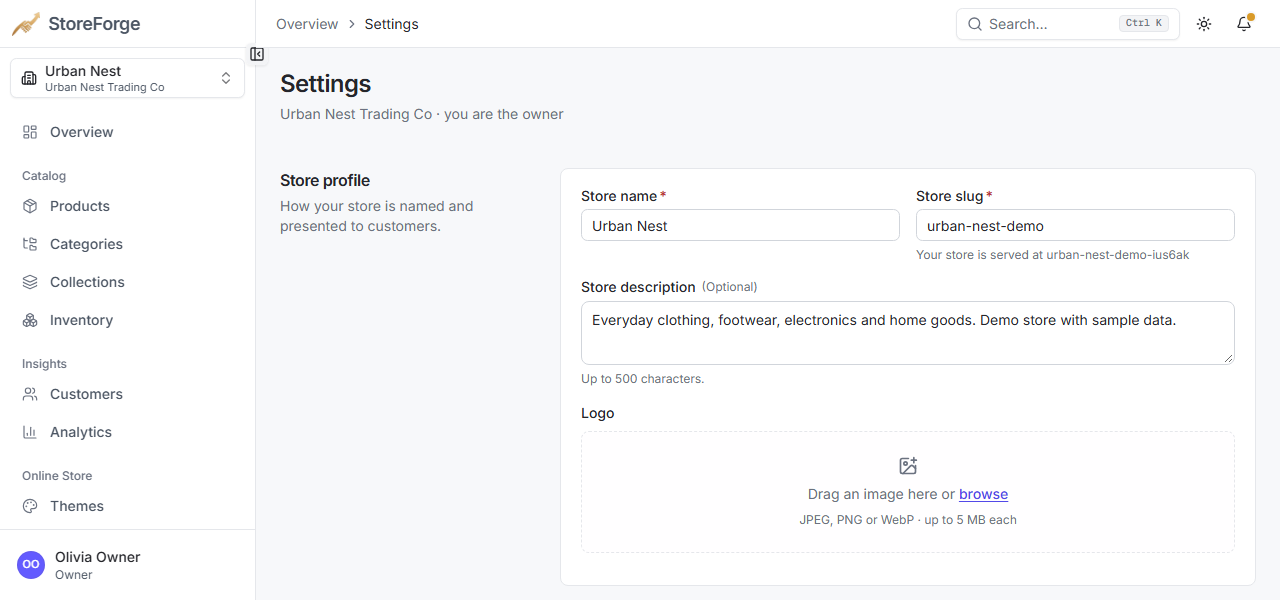 StoreForge
Overview > Settings
Search...
Ctrl K
Urban Nest
Urban Nest Trading Co
Overview
Catalog
Products
Categories
Collections
Inventory
Insights
Customers
Analytics
Online Store
Themes
OO
Olivia Owner
Owner
Settings
Urban Nest Trading Co · you are the owner
Store profile
How your store is named and
presented to customers.
Store name *
Urban Nest
Store slug *
urban-nest-demo
Your store is served at urban-nest-demo-ius6ak
Store description (Optional)
Everyday clothing, footwear, electronics and home goods. Demo store with sample data.
Up to 500 characters.
Logo
Drag an image here or browse
JPEG, PNG or WebP · up to 5 MB each